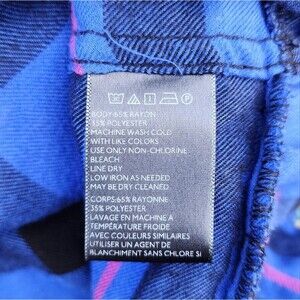 BODY:65% RAYON
35% POLYESTER
MACHINE WASH COLD
WITH LIKE COLORS
USE ONLY NON-CHLORINE
BLEACH
LINE DRY
LOW IRON AS NEEDED
MAY BE DRY CLEANED.
CORPS:65% RAYONNE
35% POLYESTER
LAVAGE EN MACHINE A
TEMPÉRATURE FROIDE
AVEC COULEURS SIMILAIRES
UTILISER UN AGENT DE
BLANCHIMENT SANS CHLORE SI